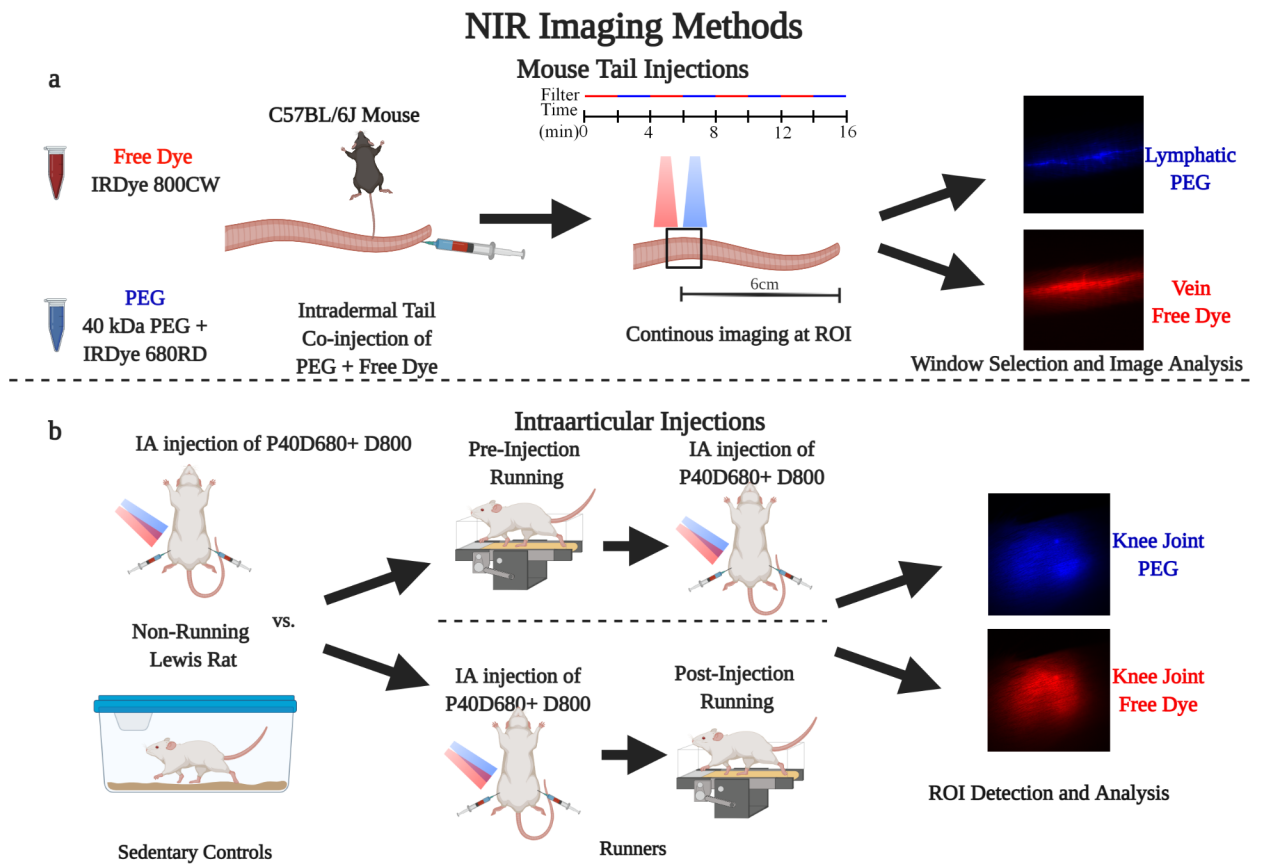 NIR Imaging Methods
a
Mouse Tail Injections
Free Dye
IRDye 800CW
PEG
40 kDa PEG +
IRDye 680RD
C57BL/6J Mouse
Intradermal Tail
Co-injection of
PEG + Free Dye
Filter
Time
(min)
0 4 8 12 16
6cm
Continous imaging at ROI
Lymphatic
PEG
Vein
Free Dye
Window Selection and Image Analysis
b
Intraarticular Injections
IA injection of P40D680+ D800
Non-Running
Lewis Rat
vs.
Sedentary Controls
Pre-Injection
Running
IA injection of
P40D680+ D800
IA injection of
P40D680+ D800
Post-Injection
Running
Runners
Knee Joint
PEG
Knee Joint
Free Dye
ROI Detection and Analysis